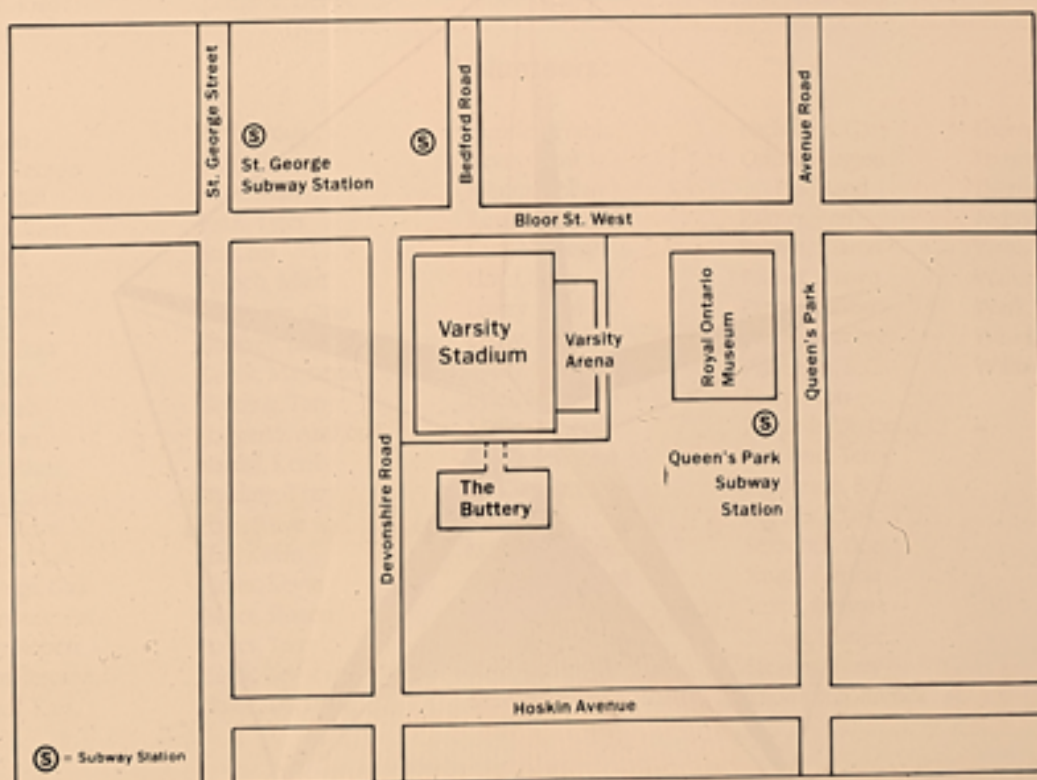 St. George Street
Bedford Road
Avenue Road
S
S
St. George
Subway Station
Bloor St. West
Varsity
Stadium
Varsity
Arena
Royal Ontario
Museum
Queen's Park
S
Queen's Park
Subway
Station
The
Buttery
Devonshire Road
Hoskin Avenue
S = Subway Station